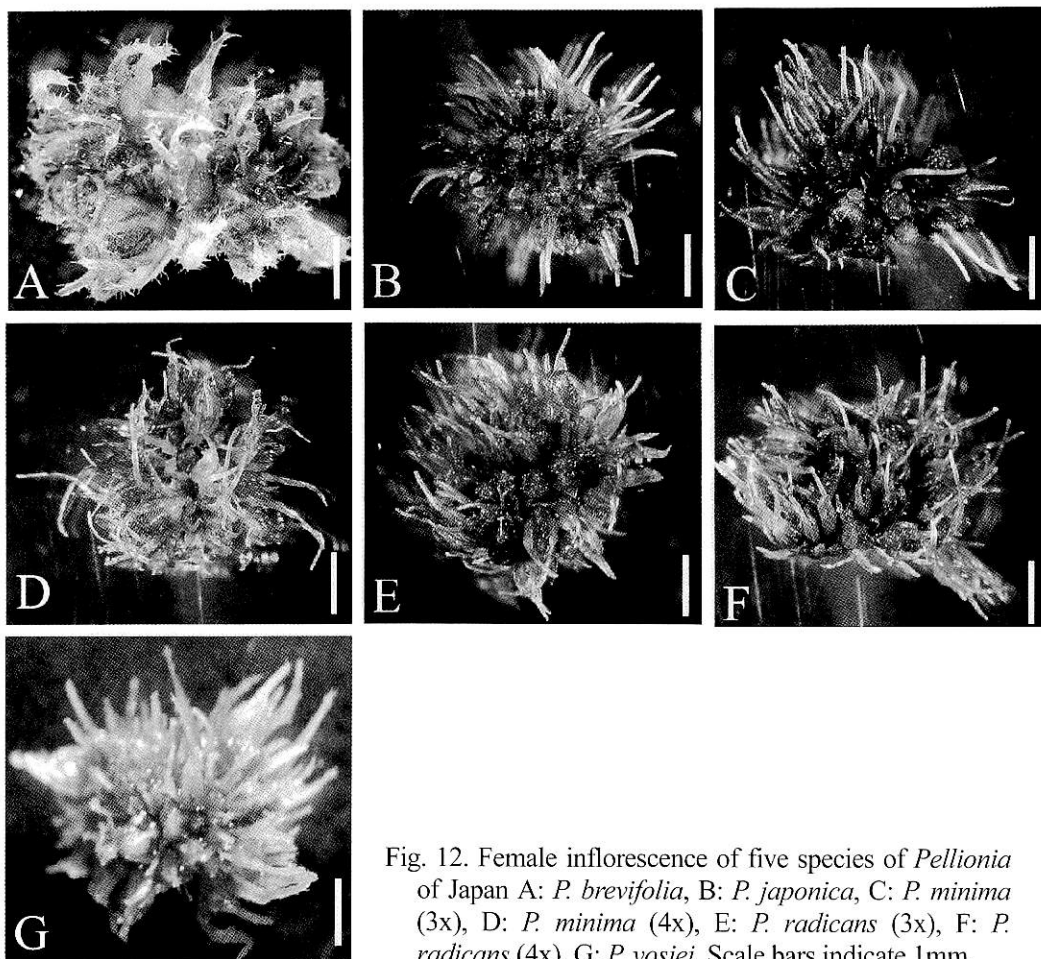 A
B
C
D
E
F
G
Fig. 12. Female inflorescence of five species of Pellionia
of Japan A: P. brevifolia, B: P. japonica, C: P. minima
(3x), D: P. minima (4x), E: P. radicans (3x), F: P.
radicans (4x), G: P. yosiei. Scale bars indicate 1mm.